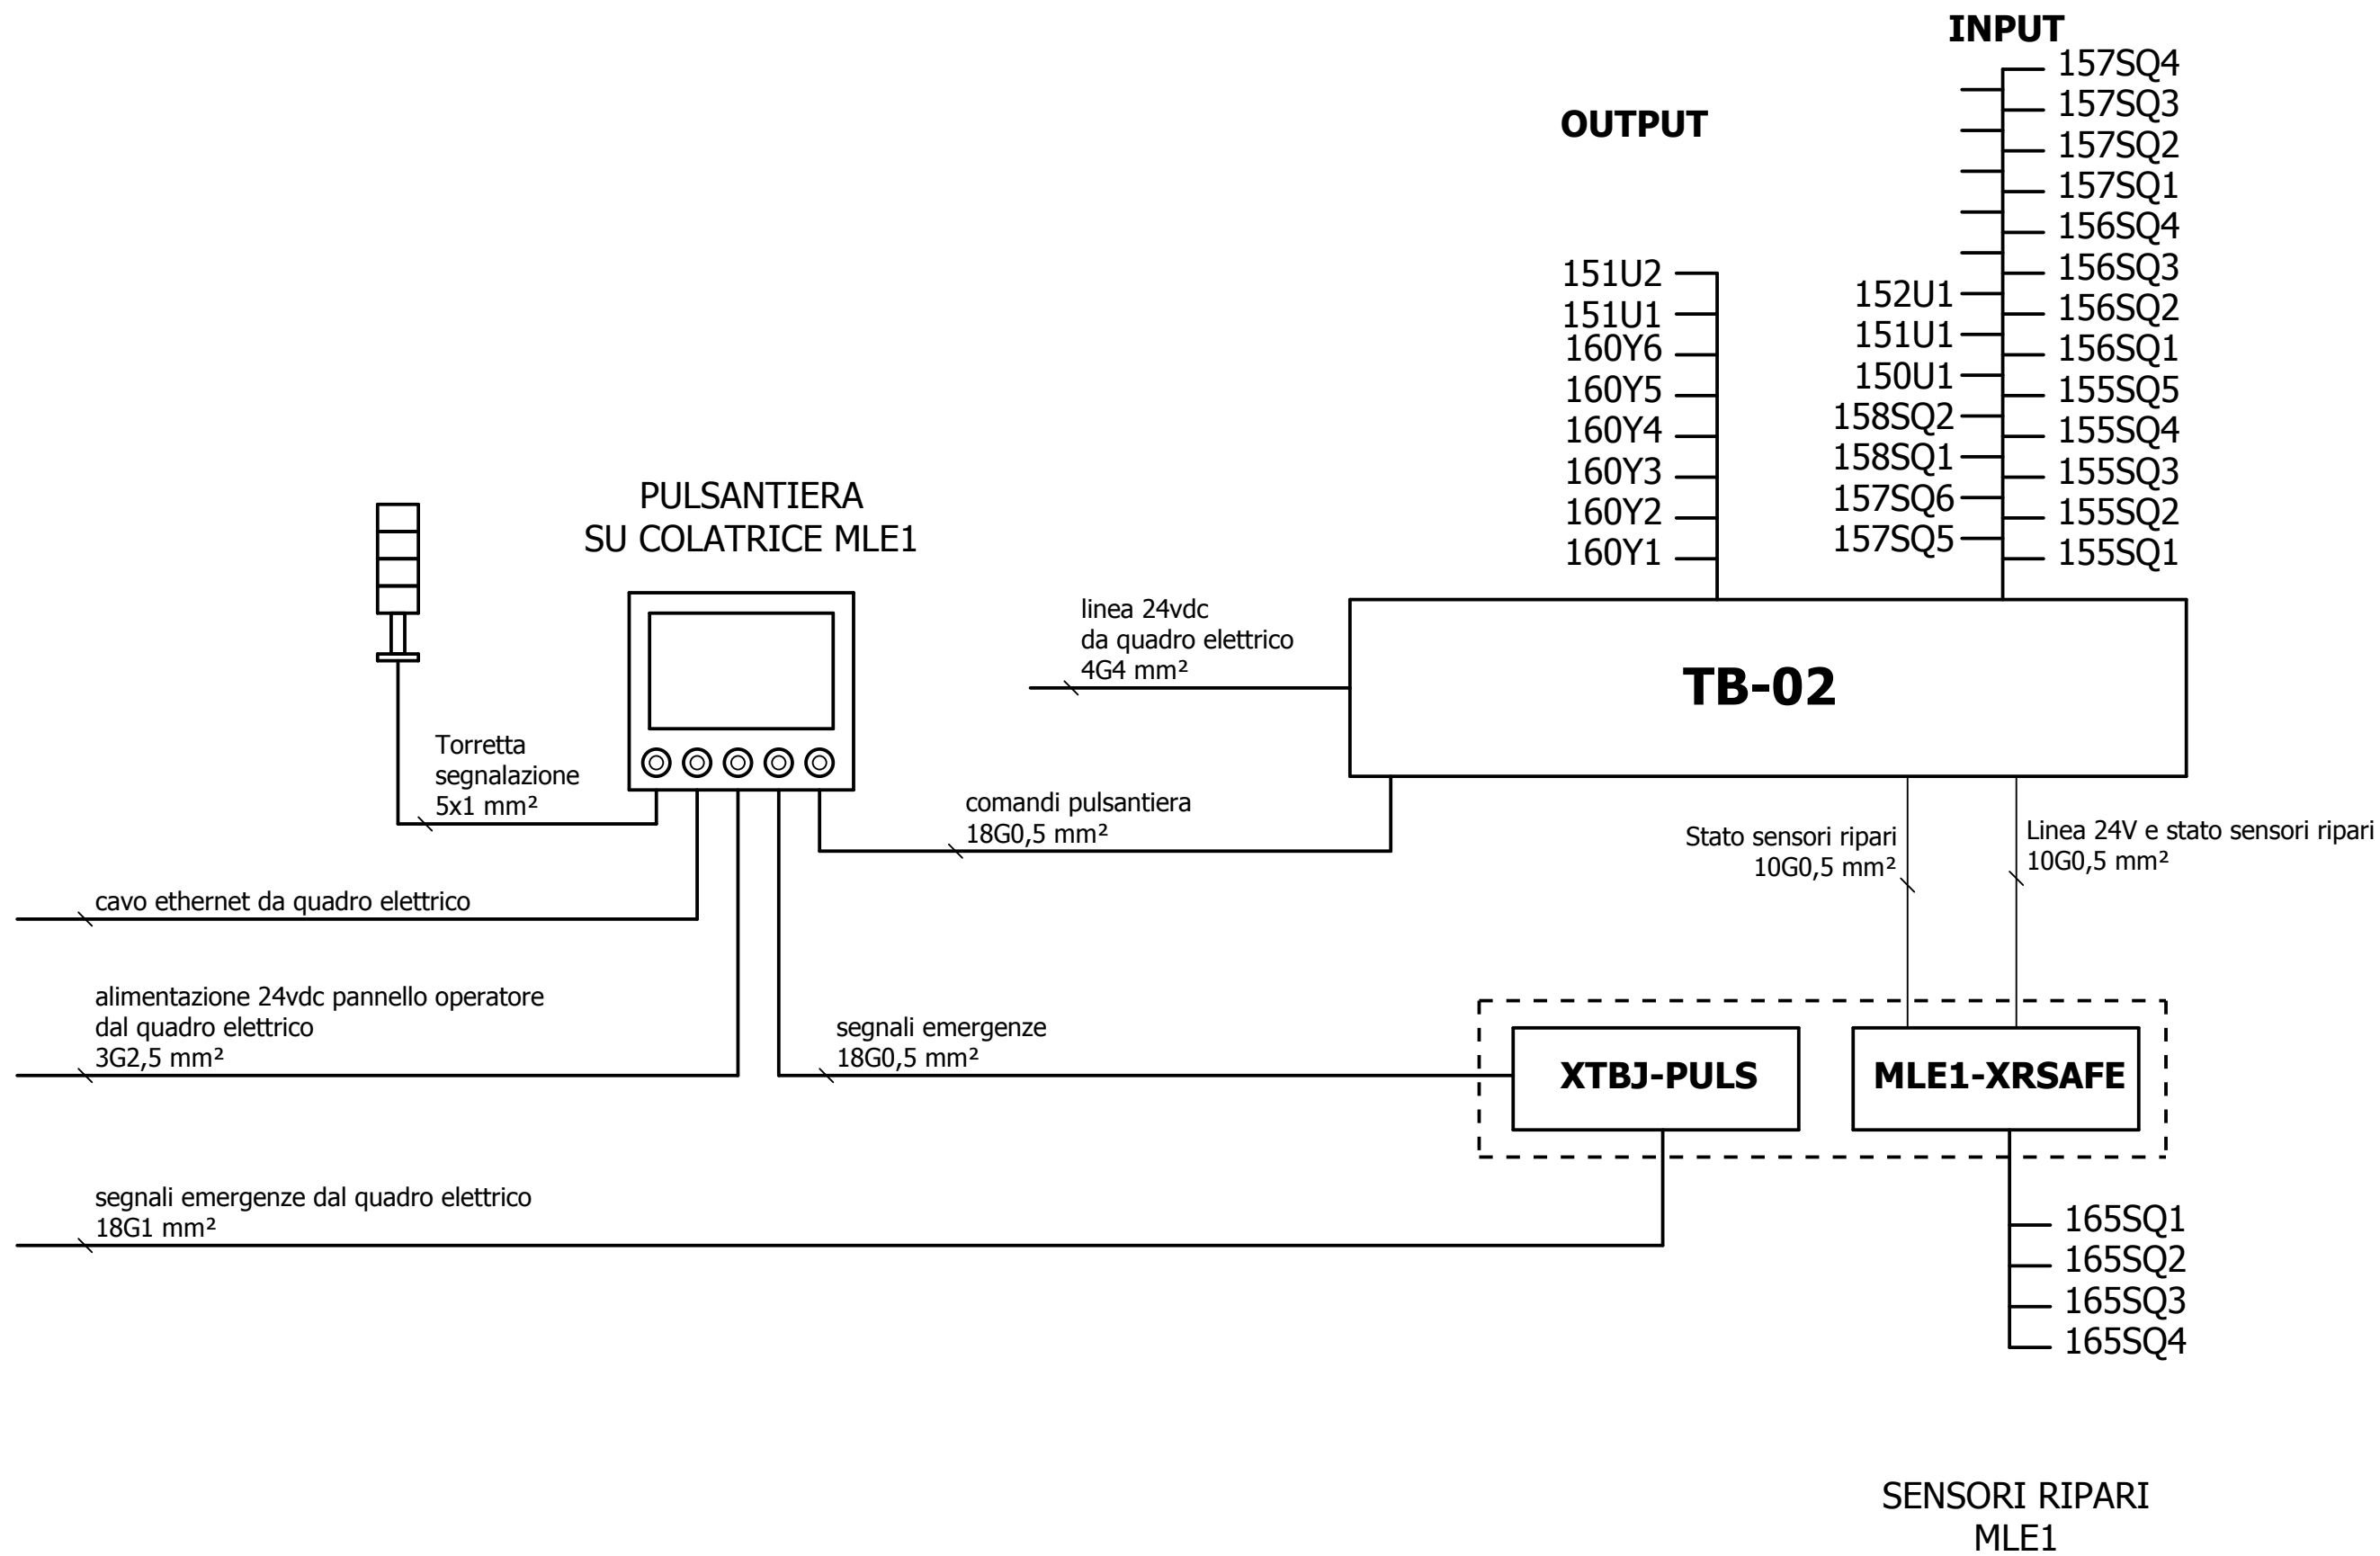 INPUT
157SQ4
157SQ3
157SQ2
157SQ1
156SQ4
156SQ3
156SQ2
156SQ1
155SQ5
155SQ4
155SQ3
155SQ2
155SQ1
152U1
151U1
150U1
158SQ2
158SQ1
157SQ6
157SQ5
OUTPUT
151U2
151U1
160Y6
160Y5
160Y4
160Y3
160Y2
160Y1
PULSANTIERA
SU COLATRICE MLE1
linea 24vdc
da quadro elettrico
4G4 mm²
TB-02
Torretta
segnalazione
5x1 mm²
comandi pulsantiera
18G0,5 mm²
Stato sensori ripari
10G0,5 mm²
Linea 24V e stato sensori ripari
10G0,5 mm²
cavo ethernet da quadro elettrico
alimentazione 24vdc pannello operatore
dal quadro elettrico
3G2,5 mm²
segnali emergenze
18G0,5 mm²
XTBJ-PULS
MLE1-XRSAFE
segnali emergenze dal quadro elettrico
18G1 mm²
165SQ1
165SQ2
165SQ3
165SQ4
SENSORI RIPARI
MLE1